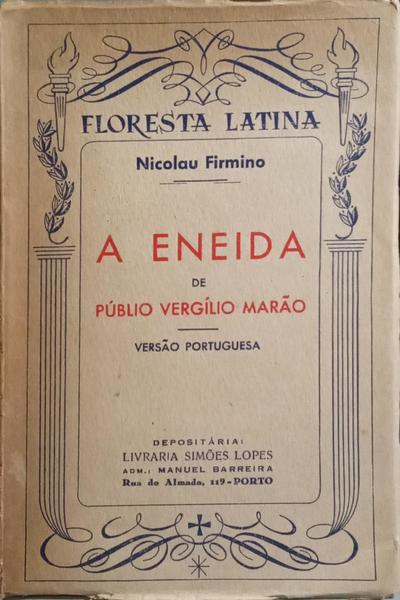 FLORESTA LATINA
Nicolau Firmino
A ENEIDA
DE
PÚBLIO VERGÍLIO MARÃO
VERSÃO PORTUGUESA
DEPOSITÁRIA:
LIVRARIA SIMÕES LOPES
ADM.: MANUEL BARREIRA
Rua do Almada, 119-PORTO